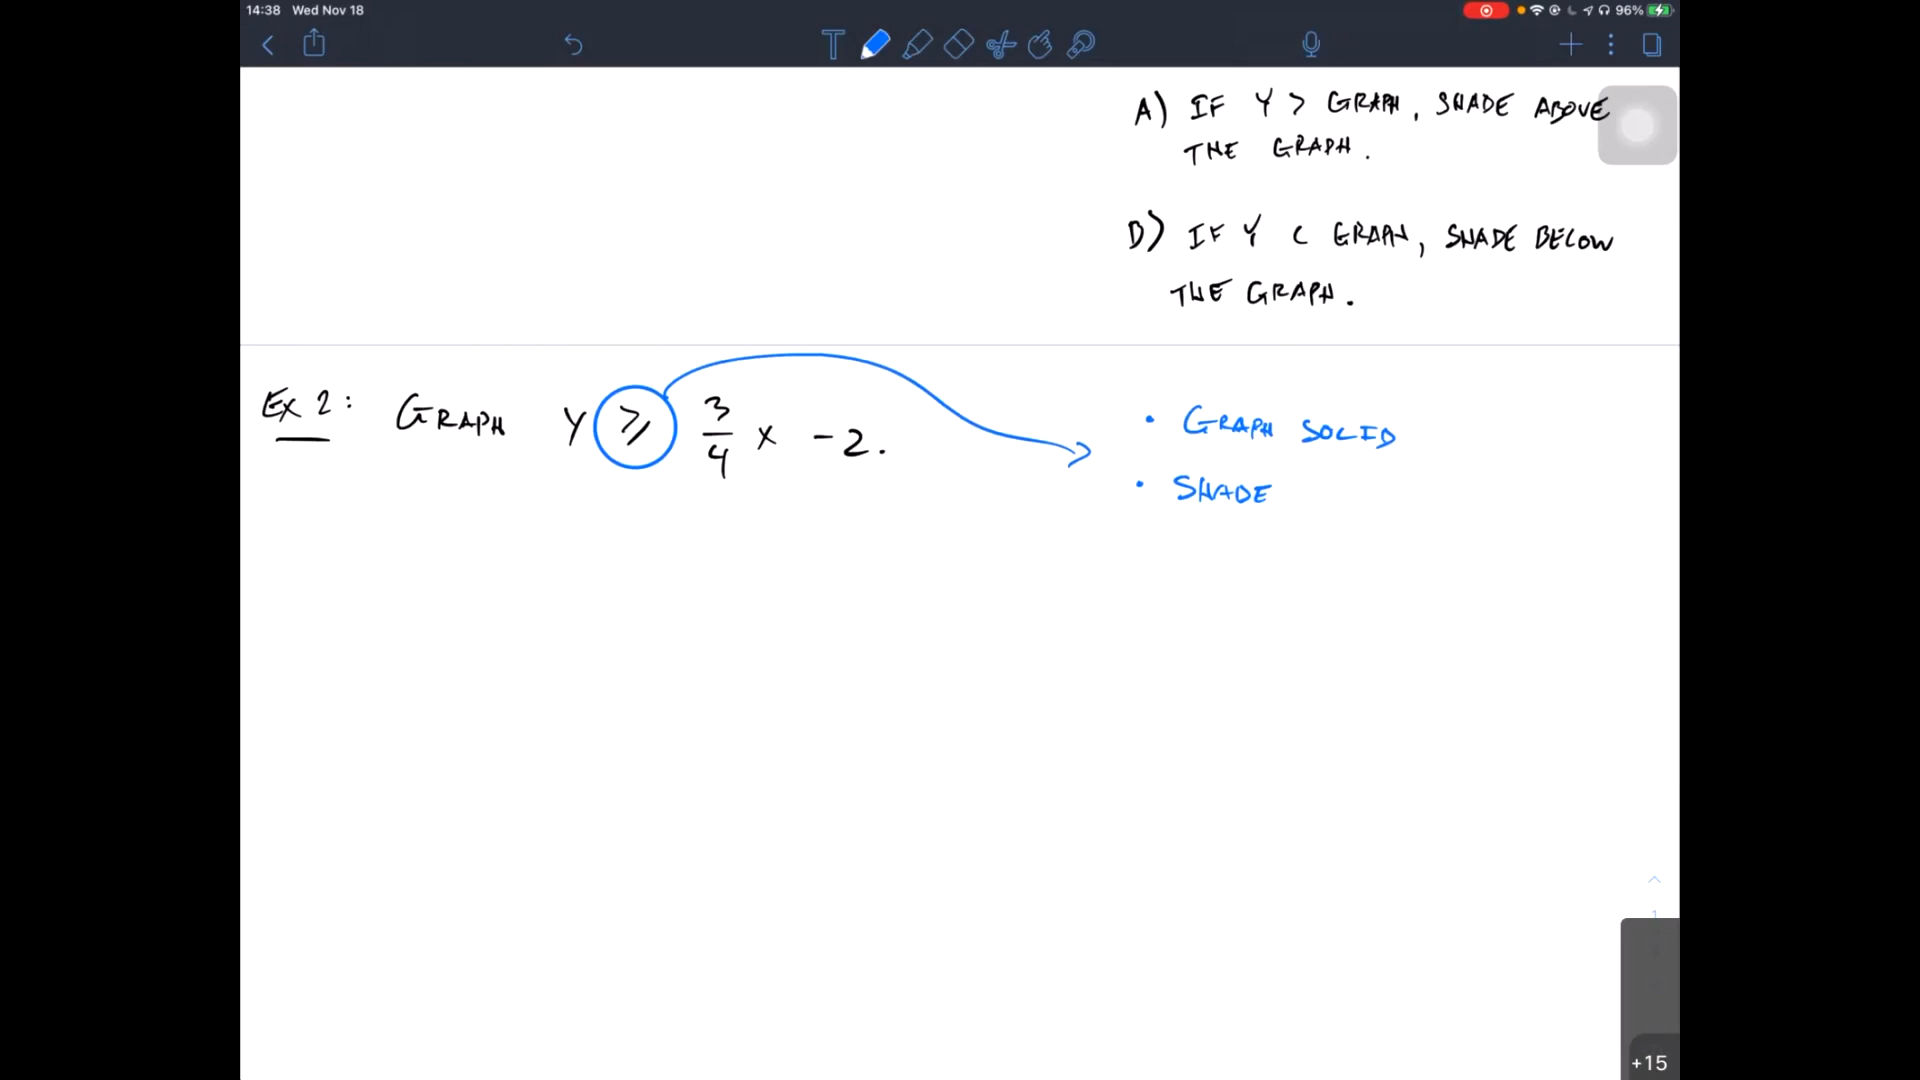 14:38 Wed Nov 18
96%
T
A) IF Y > GRAPH, SHADE ABOVE
THE GRAPH.
B) IF Y < GRAPH, SHADE BELOW
THE GRAPH.
Ex 2: GRAPH Y ≥ 3/4 x - 2.
• GRAPH SOLID
• SHADE
1
+15